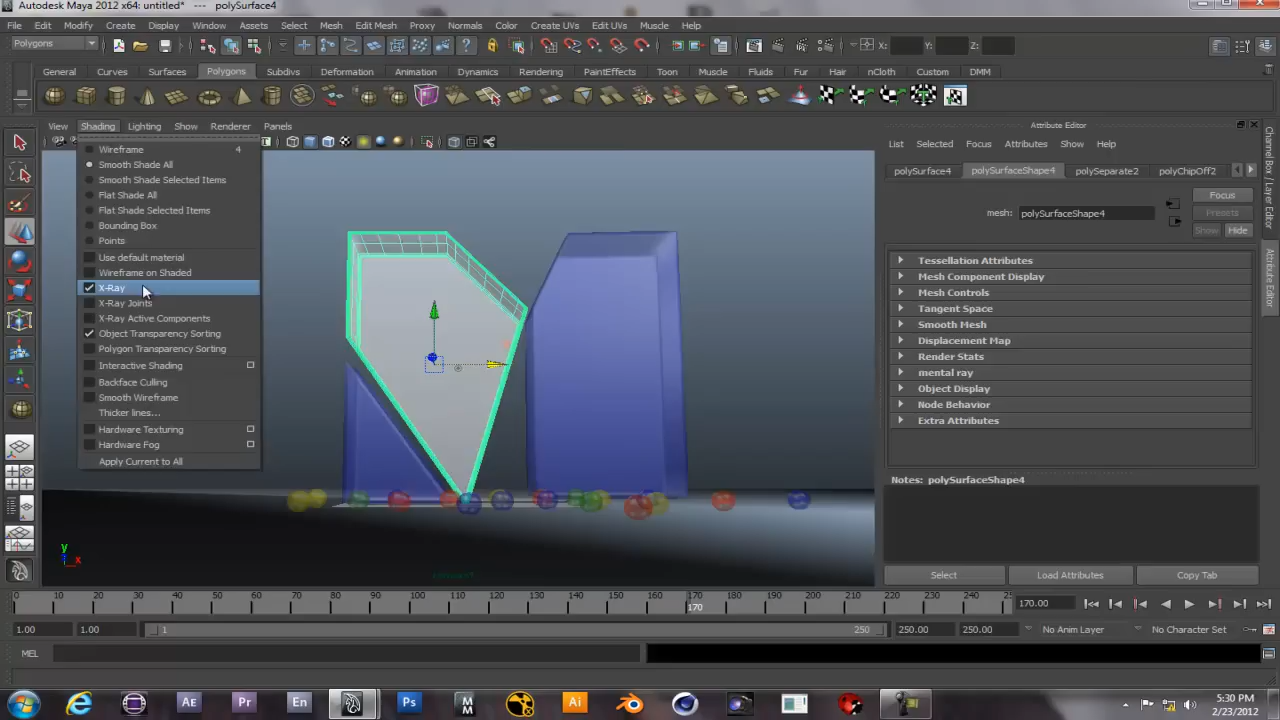 Autodesk Maya 2012 x64: untitled* --- polySurface4
File Edit Modify Create Display Window Assets Select Mesh Edit Mesh Proxy Normals Color Create UVs Edit UVs Muscle Help
Polygons X: Y: Z:
General Curves Surfaces Polygons Subdivs Deformation Animation Dynamics Rendering PaintEffects Toon Muscle Fluids Fur Hair nCloth Custom DMM
View Shading Lighting Show Renderer Panels
Wireframe 4
Smooth Shade All
Smooth Shade Selected Items
Flat Shade All
Flat Shade Selected Items
Bounding Box
Points
Use default material
Wireframe on Shaded
X-Ray
X-Ray Joints
X-Ray Active Components
Object Transparency Sorting
Polygon Transparency Sorting
Interactive Shading
Backface Culling
Smooth Wireframe
Thicker lines...
Hardware Texturing
Hardware Fog
Apply Current to All
y
x
Attribute Editor
List Selected Focus Attributes Show Help
polySurface4 polySurfaceShape4 polySeparate2 polyChipOff2
Focus
Presets
Show Hide
mesh: polySurfaceShape4
Tessellation Attributes
Mesh Component Display
Mesh Controls
Tangent Space
Smooth Mesh
Displacement Map
Render Stats
mental ray
Object Display
Node Behavior
Extra Attributes
Notes: polySurfaceShape4
Select Load Attributes Copy Tab
Channel Box / Layer Editor
Attribute Editor
0 10 20 30 40 50 60 70 80 90 100 110 120 130 140 150 160 170 180 190 200 210 220 230 240
170
170.00
1.00 1.00 1 250 250.00 250.00 No Anim Layer No Character Set
MEL
AE Pr En Ps M M Ai
5:30 PM
2/23/2012